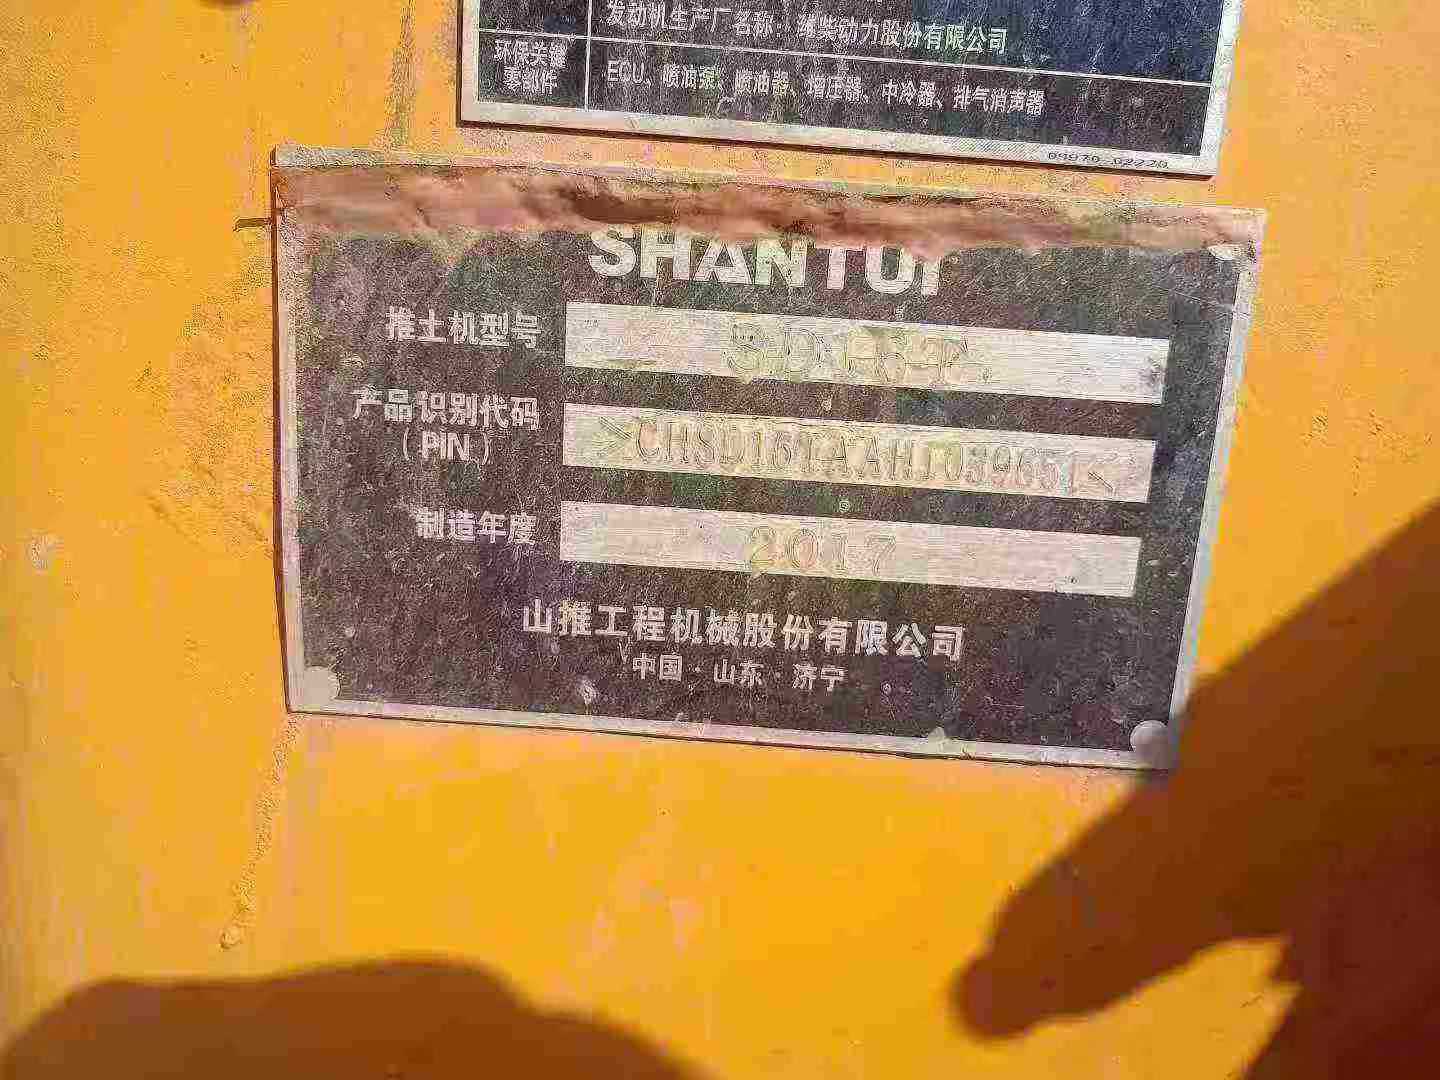 发动机生产厂名称：潍柴动力股份有限公司
环保关键
零部件
ECU、喷油泵、喷油器、增压器、中冷器、排气消声器
SHANTUI
推土机型号
产品识别代码
（PIN）
>CHSD16TAAHJ039651<
制造年度 2017
山推工程机械股份有限公司
中国·山东·济宁